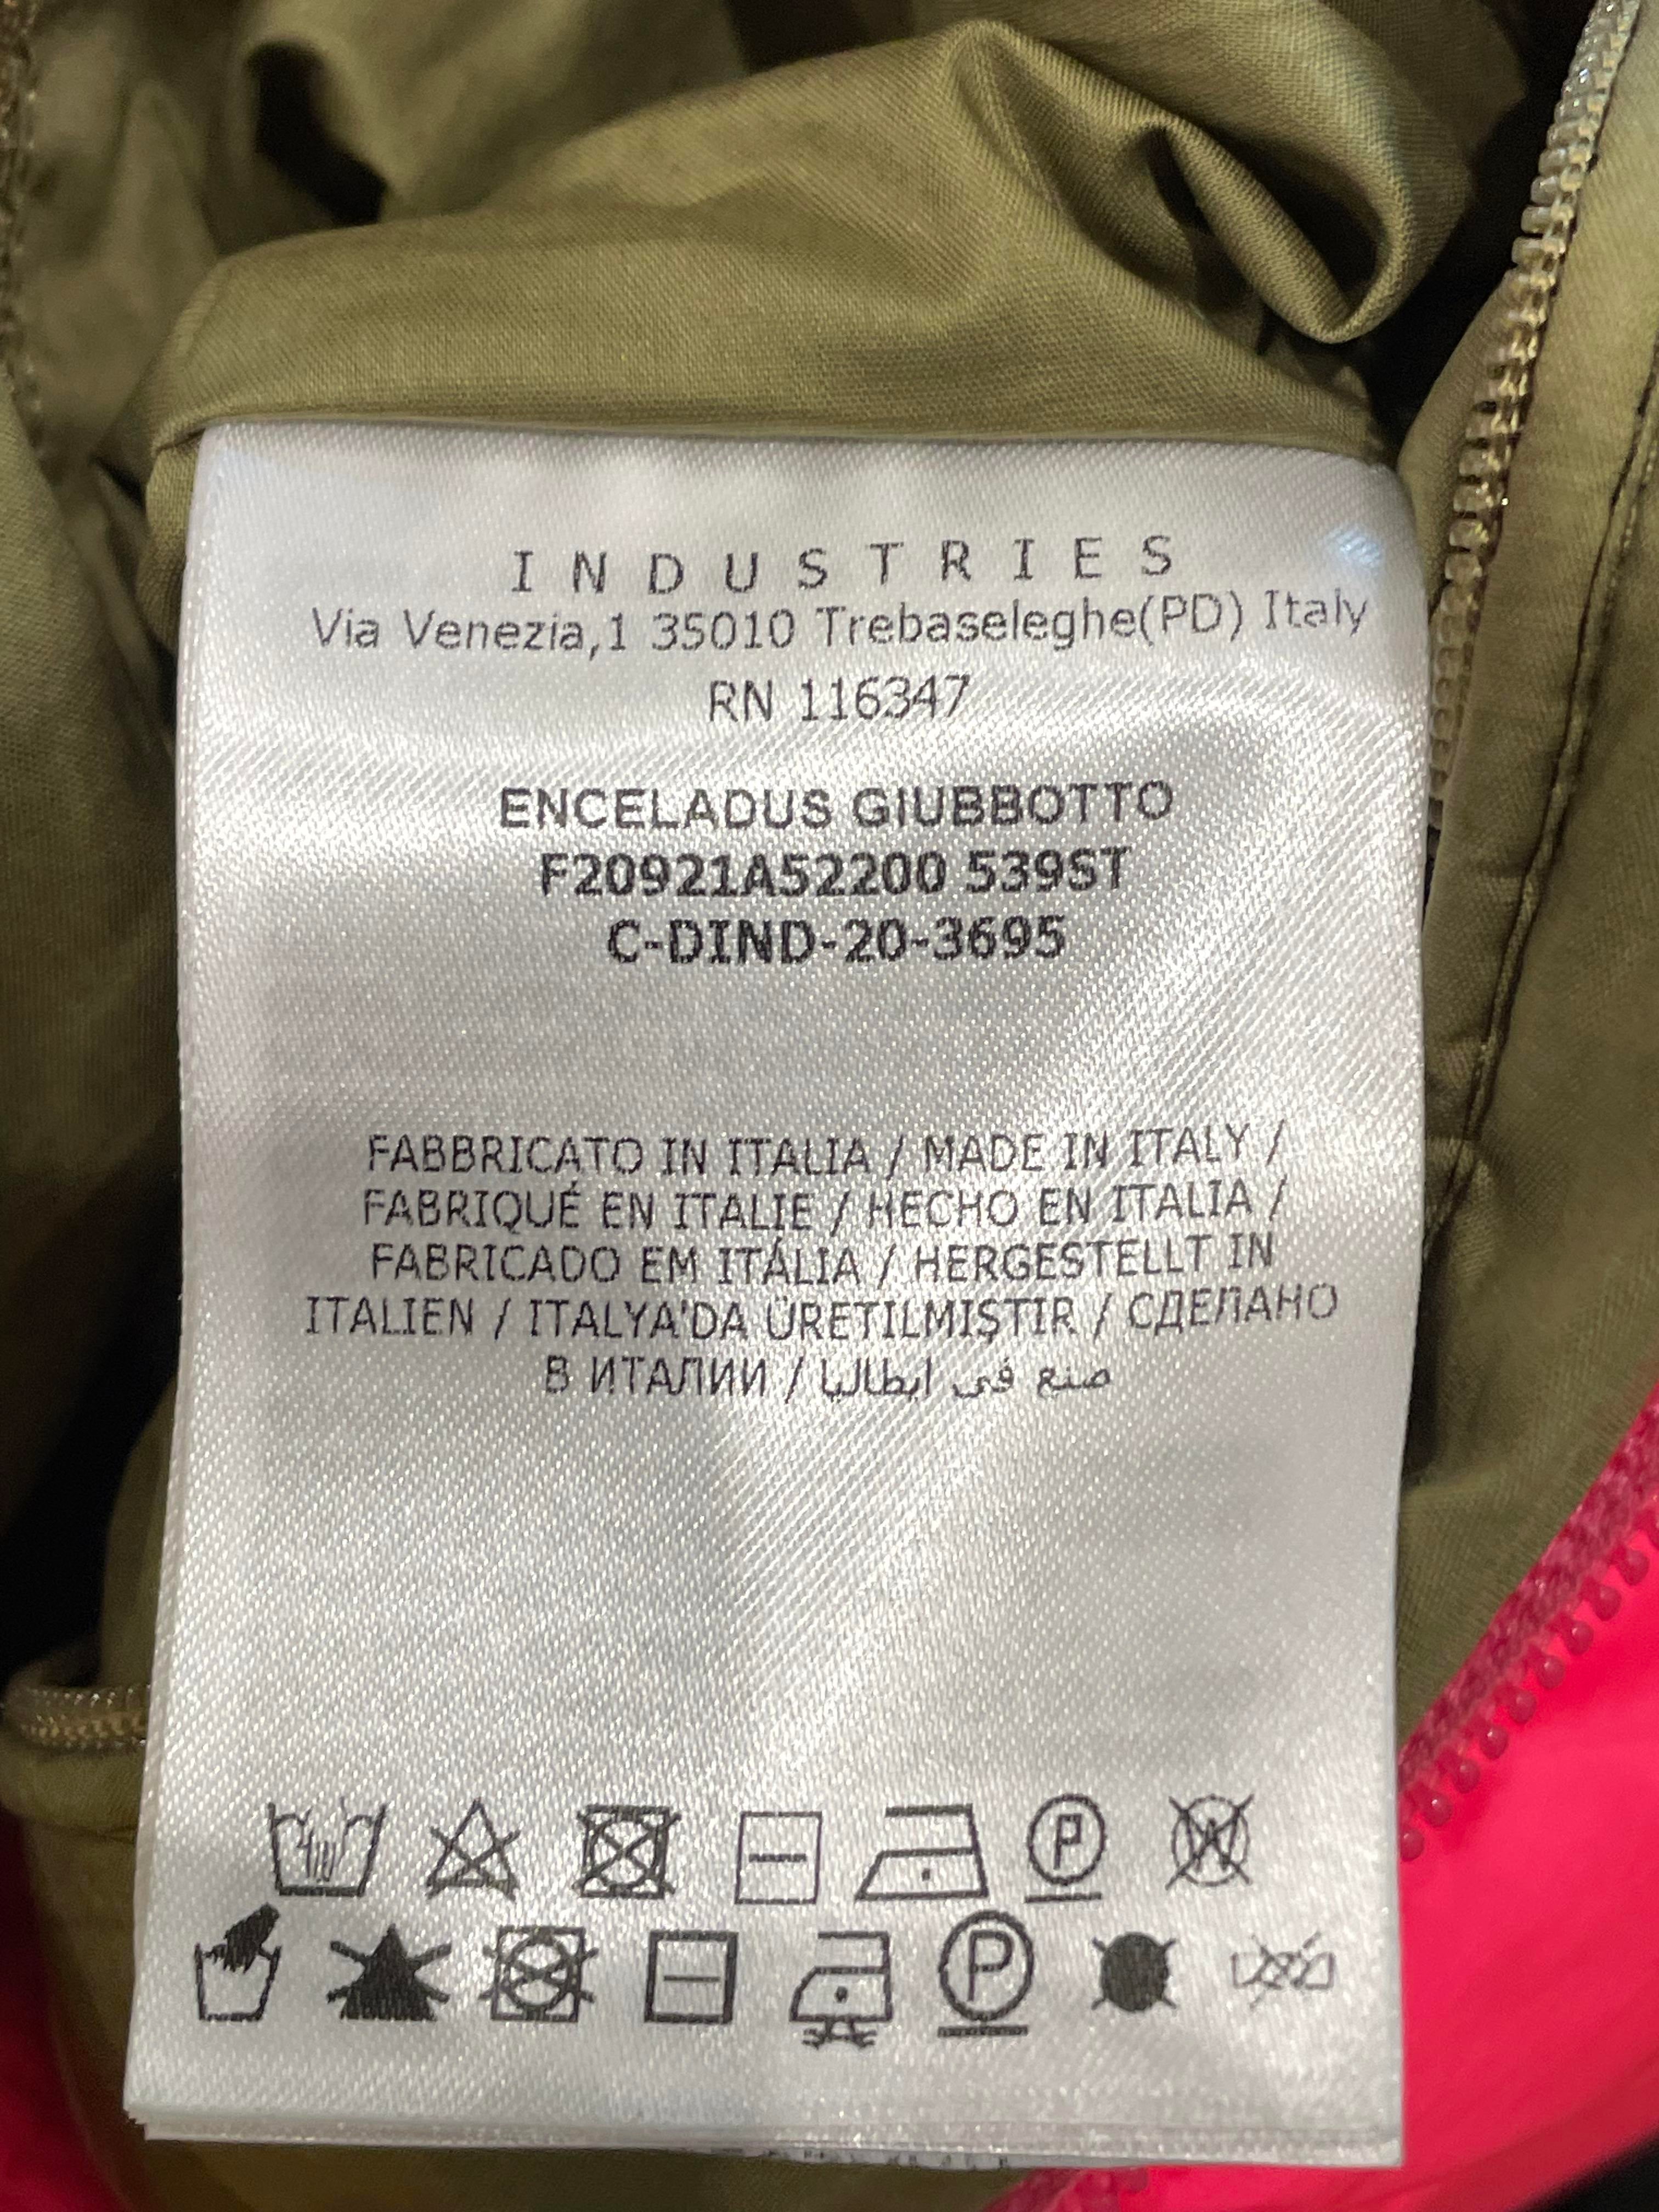 INDUSTRIES
Via Venezia,1 35010 Trebaseleghe(PD) Italy
RN 116347
ENCELADUS GIUBBOTTO
F20921A52200 539ST
C-DIND-20-3695
FABBRICATO IN ITALIA / MADE IN ITALY /
FABRIQUÉ EN ITALIE / HECHO EN ITALIA /
FABRICADO EM ITÁLIA / HERGESTELLT IN
ITALIEN / ITALYA'DA ÜRETILMIŞTIR / СДЕЛАНО
В ИТАЛИИ / صنع في ايطاليا
P W
P